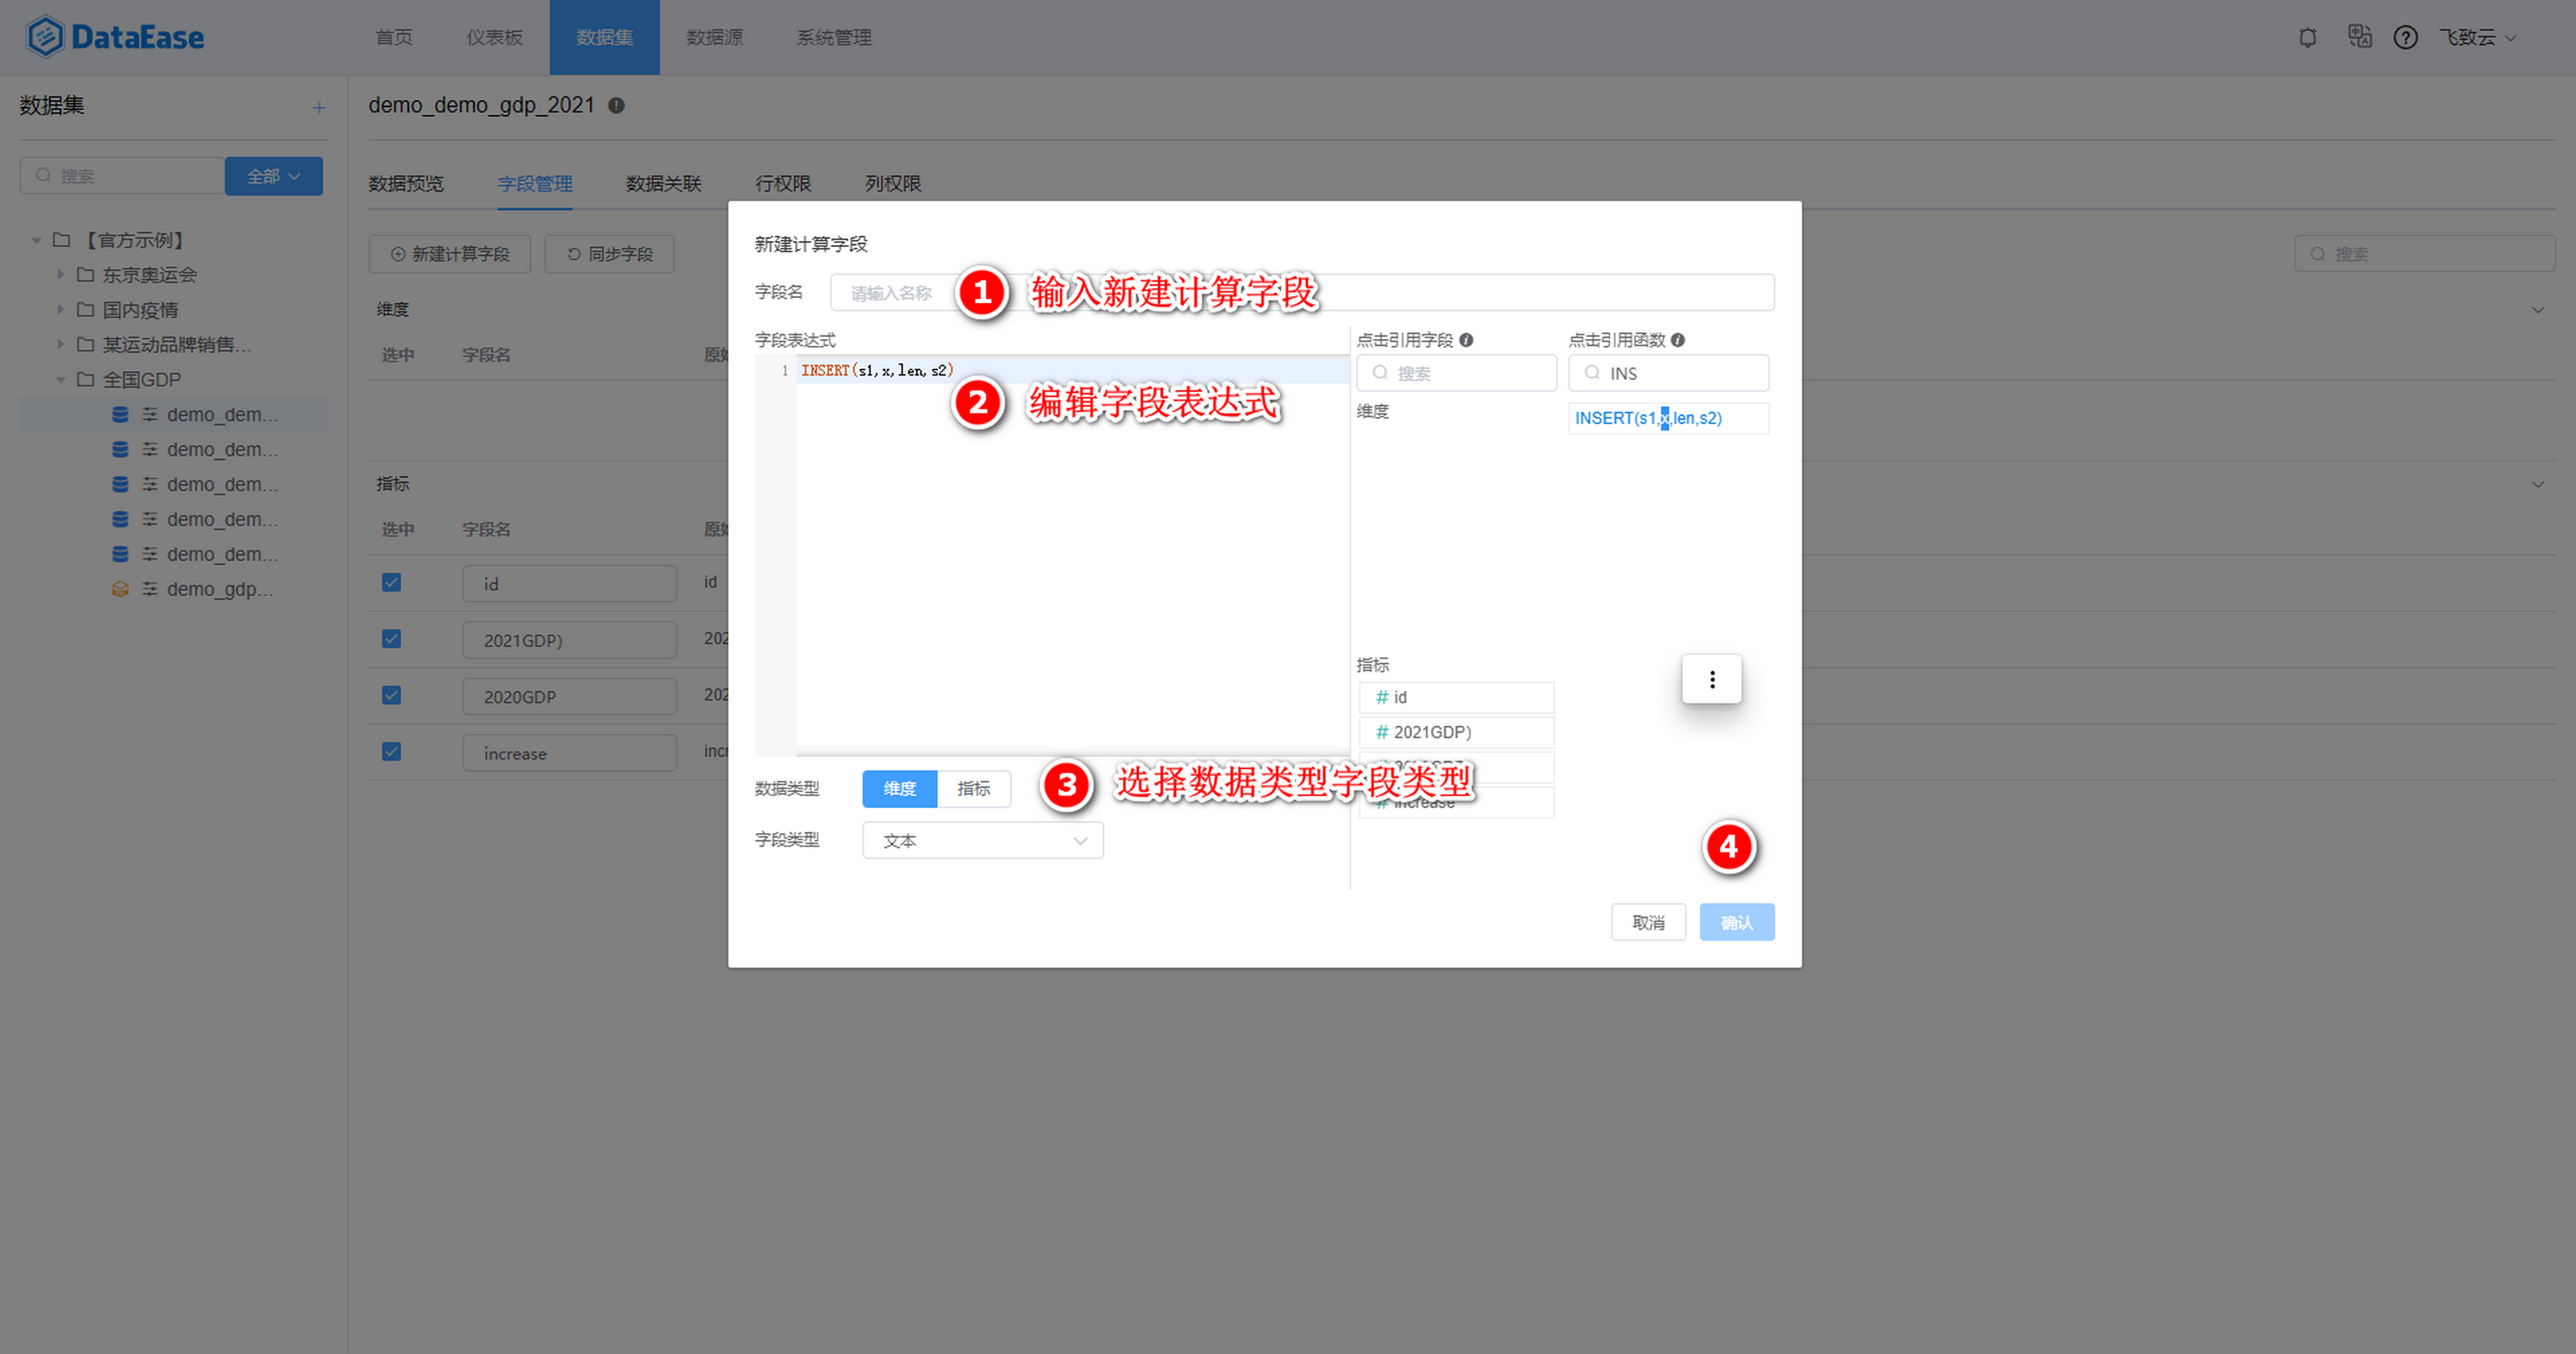 DataEase
首页 仪表板 数据集 数据源 系统管理
飞致云
数据集
搜索 全部
【官方示例】
东京奥运会
国内疫情
某运动品牌销售...
全国GDP
demo_dem...
demo_dem...
demo_dem...
demo_dem...
demo_dem...
demo_gdp...
demo_demo_gdp_2021
数据预览 字段管理 数据关联 行权限 列权限
新建计算字段 同步字段
搜索
维度
选中 字段名
指标
选中 字段名
id id
2021GDP) 202
2020GDP 202
increase incr
新建计算字段
字段名 请输入名称
1 输入新建计算字段
字段表达式
1 INSERT(s1,x,len,s2)
2 编辑字段表达式
点击引用字段 点击引用函数
搜索 INS
维度 INSERT(s1,x,len,s2)
指标
# id
# 2021GDP)
# increase
数据类型 维度 指标
3 选择数据类型字段类型
字段类型 文本
4
取消 确认